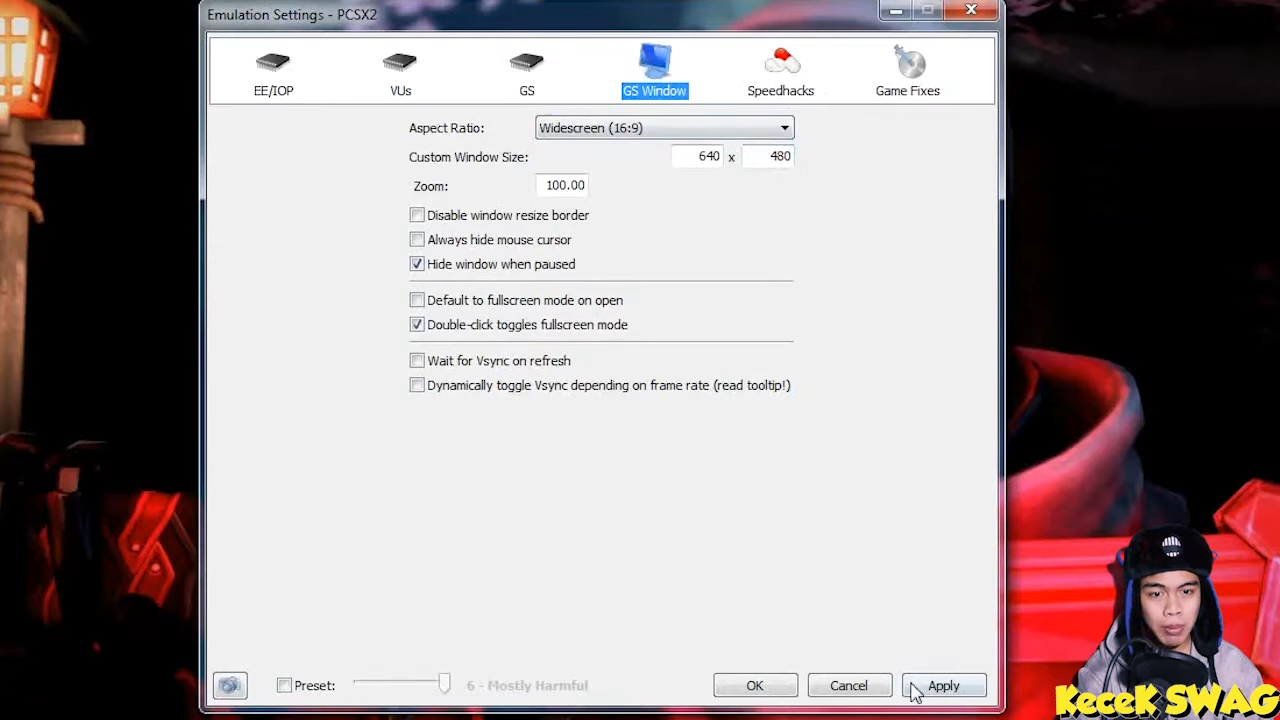 Emulation Settings - PCSX2
EE/IOP
VUs
GS
GS Window
Speedhacks
Game Fixes
Aspect Ratio:
Widescreen (16:9)
Custom Window Size:
640 x 480
Zoom:
100.00
Disable window resize border
Always hide mouse cursor
Hide window when paused
Default to fullscreen mode on open
Double-click toggles fullscreen mode
Wait for Vsync on refresh
Dynamically toggle Vsync depending on frame rate (read tooltip!)
Preset:
6 - Mostly Harmful
OK
Cancel
Apply
KeceK SWAG